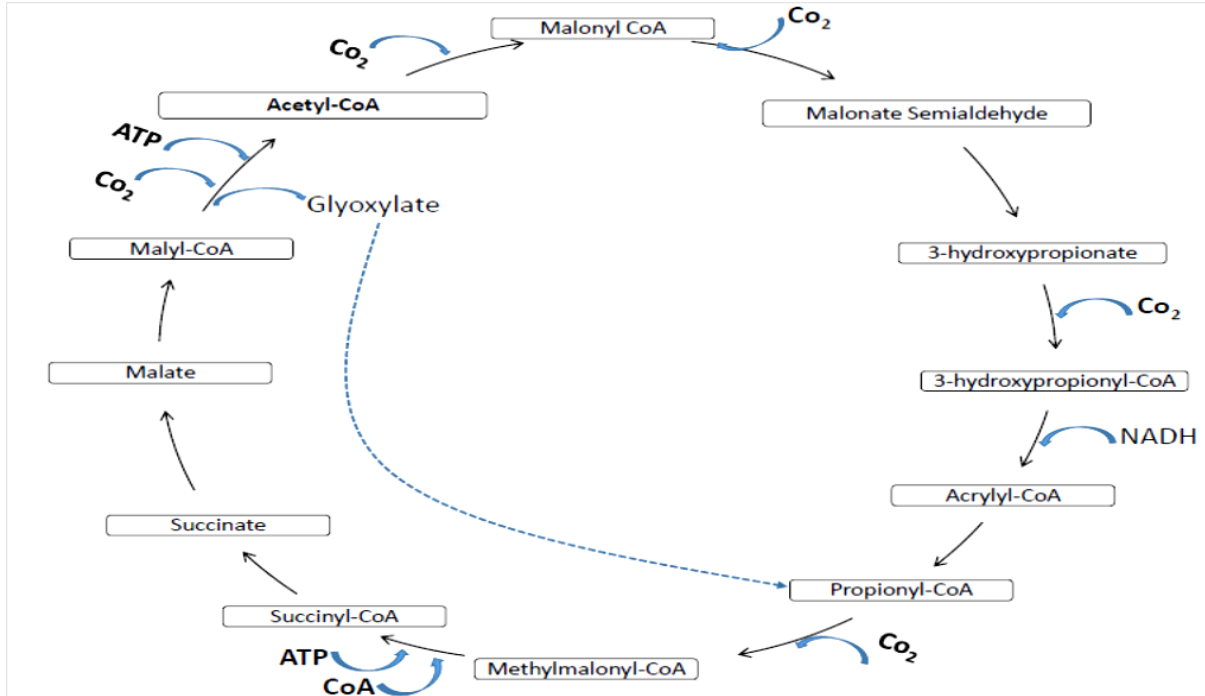 Malonyl CoA
Co₂
Co₂
Acetyl-CoA
Malonate Semialdehyde
ATP
Co₂
Glyoxylate
Malyl-CoA
3-hydroxypropionate
Co₂
Malate
3-hydroxypropionyl-CoA
NADH
Acrylyl-CoA
Succinate
Propionyl-CoA
Succinyl-CoA
Co₂
ATP
Methylmalonyl-CoA
CoA